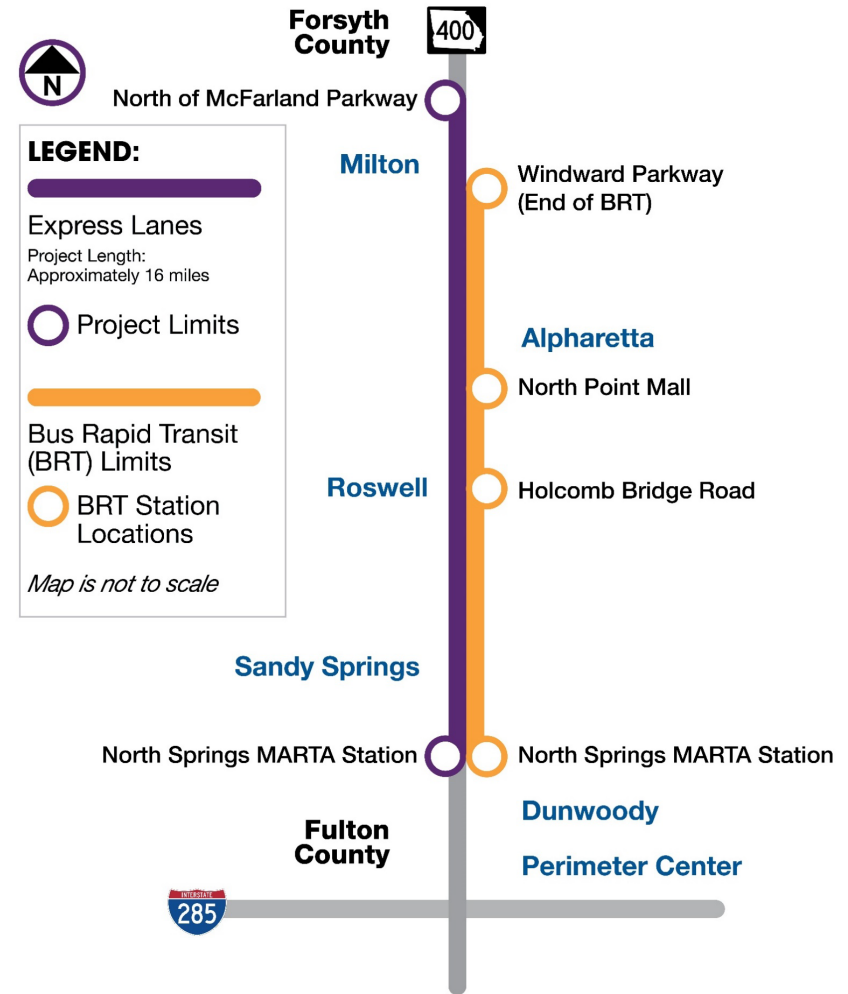 Forsyth
County
400
N
North of McFarland Parkway
LEGEND:
Express Lanes
Project Length:
Approximately 16 miles
Project Limits
Bus Rapid Transit
(BRT) Limits
BRT Station
Locations
Map is not to scale
Milton
Windward Parkway
(End of BRT)
Alpharetta
North Point Mall
Roswell
Holcomb Bridge Road
Sandy Springs
North Springs MARTA Station
North Springs MARTA Station
Dunwoody
Fulton
County
Perimeter Center
INTERSTATE
285